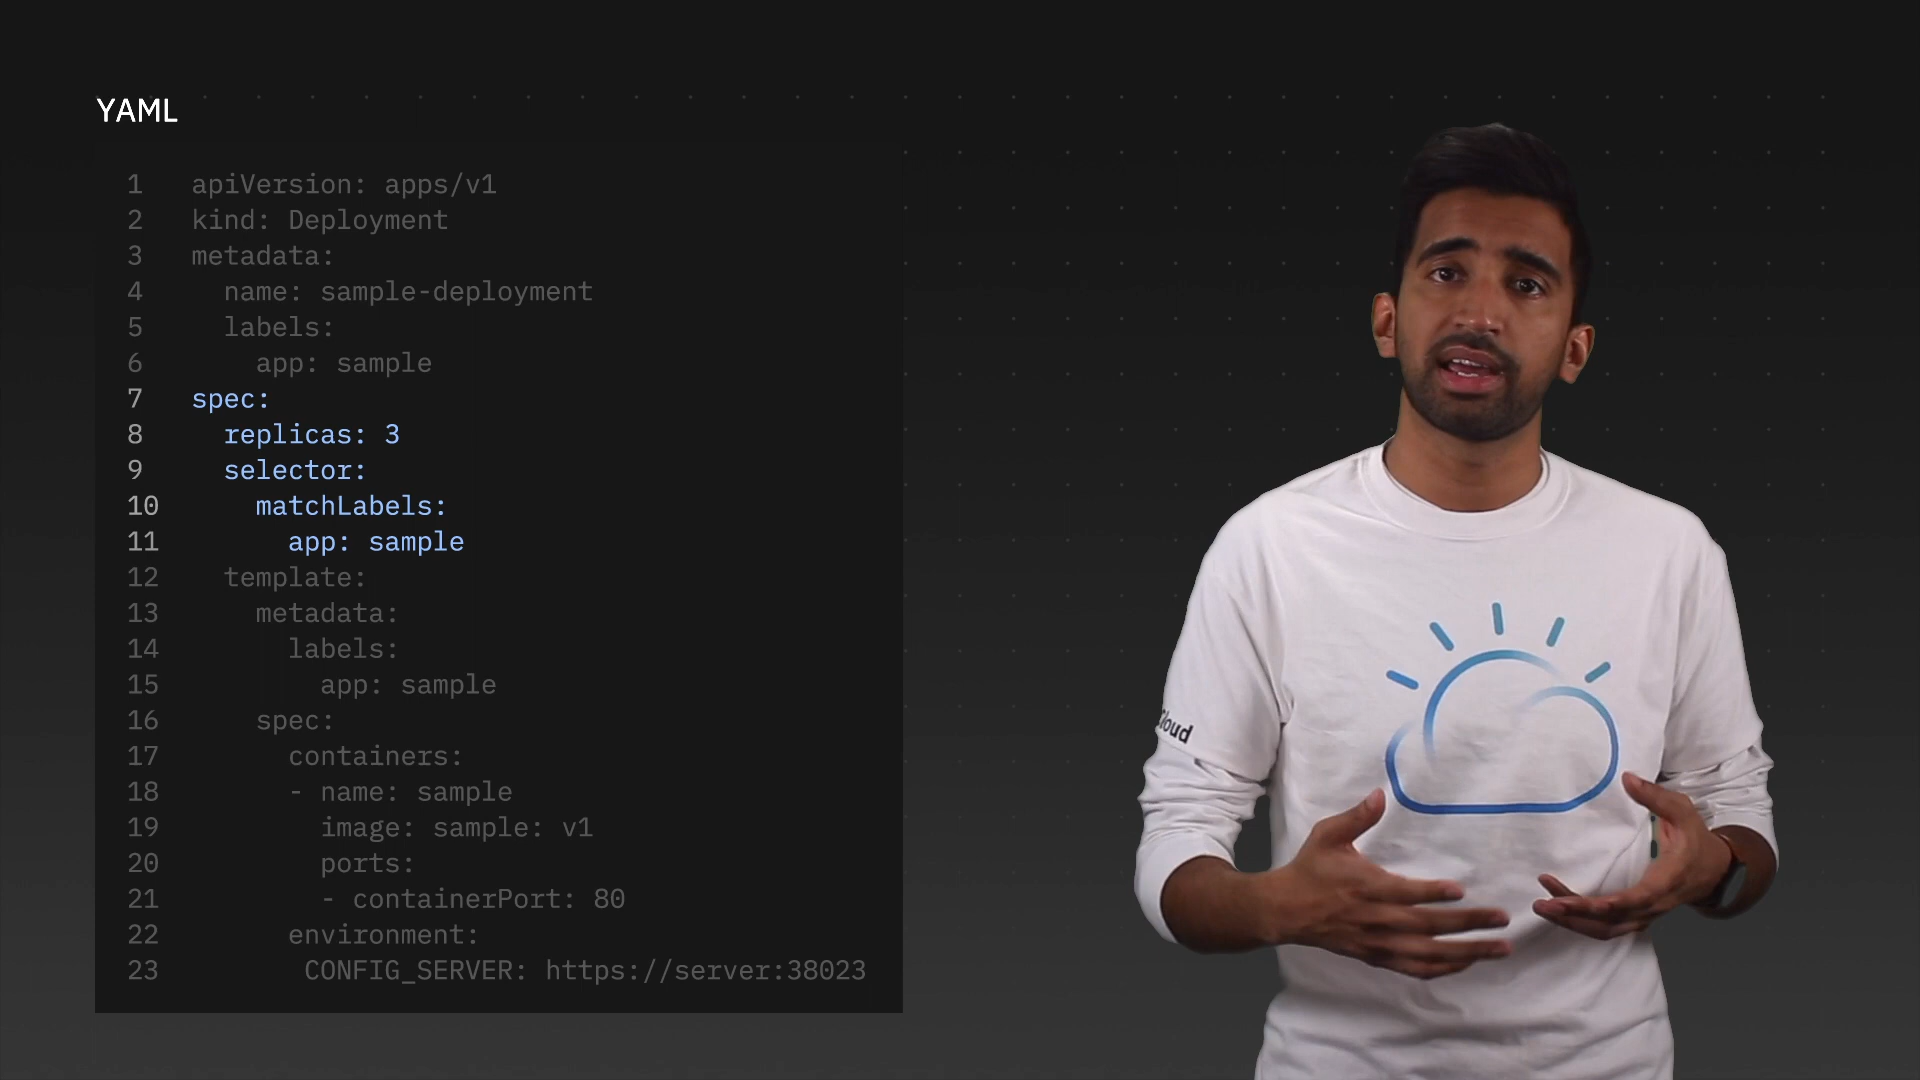 YAML
1 apiVersion: apps/v1
2 kind: Deployment
3 metadata:
4   name: sample-deployment
5   labels:
6     app: sample
7 spec:
8   replicas: 3
9   selector:
10     matchLabels:
11       app: sample
12   template:
13     metadata:
14       labels:
15         app: sample
16     spec:
17       containers:
18       - name: sample
19         image: sample: v1
20         ports:
21         - containerPort: 80
22       environment:
23        CONFIG_SERVER: https://server:38023